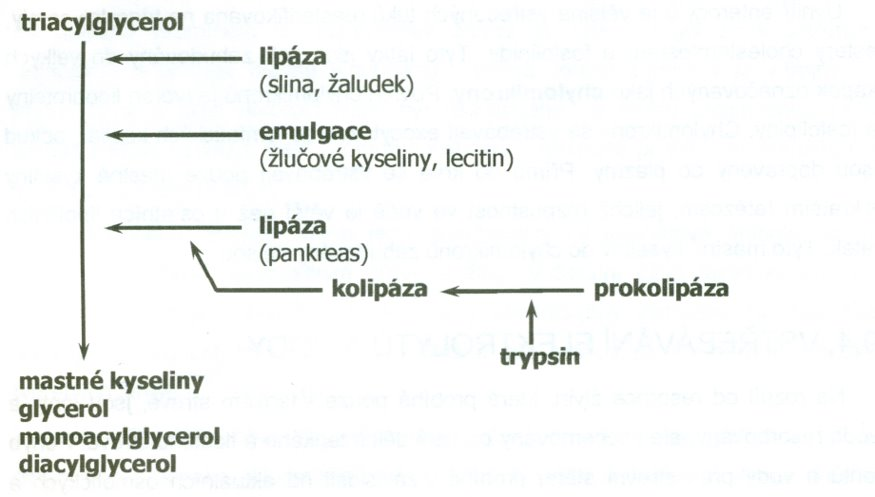 triacylglycerol
lipáza
(slina, žaludek)
emulgace
(žlučové kyseliny, lecitin)
lipáza
(pankreas)
kolipáza
prokolipáza
trypsin
mastné kyseliny
glycerol
monoacylglycerol
diacylglycerol